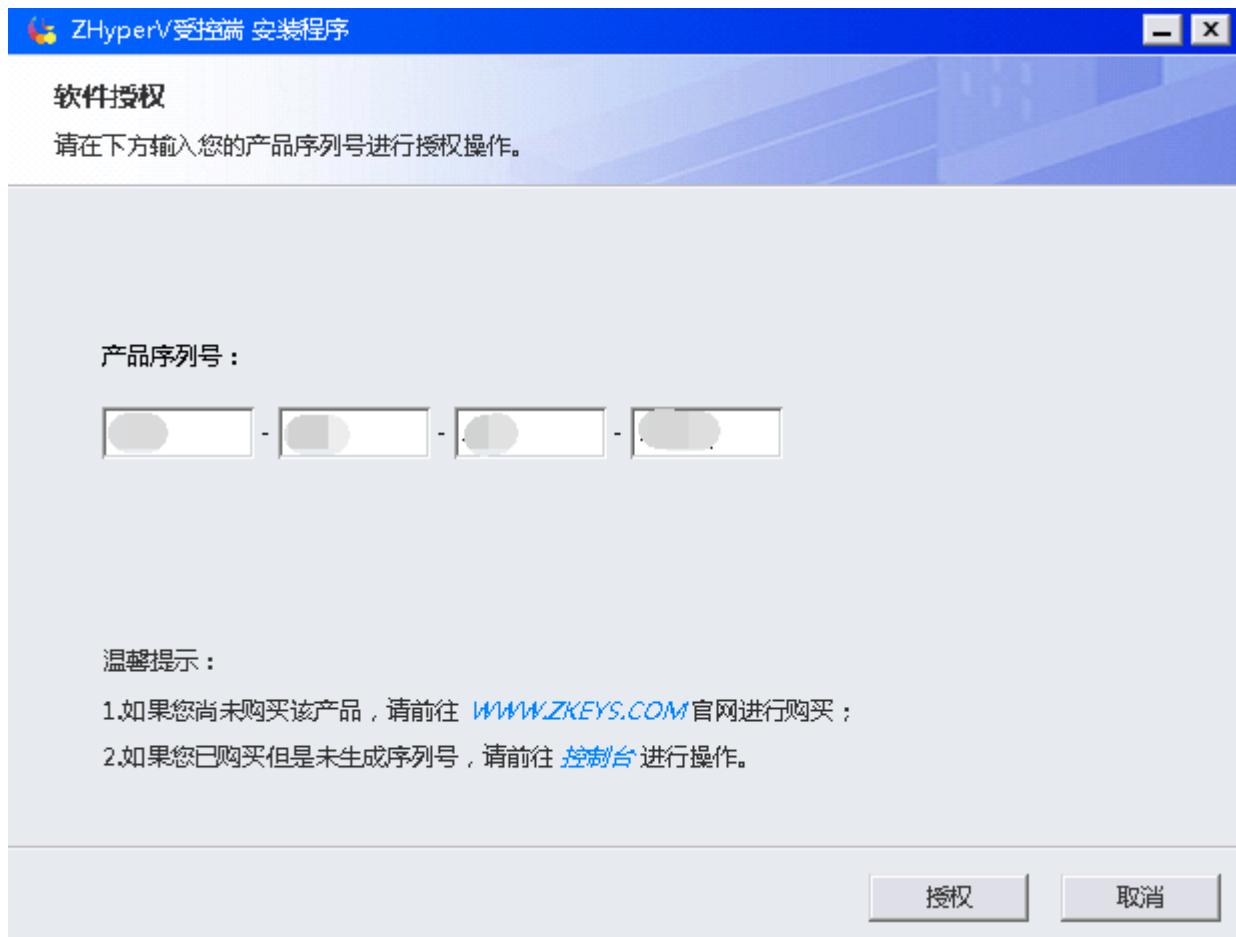 ZHyperV受控端 安装程序
软件授权
请在下方输入您的产品序列号进行授权操作。
产品序列号：
- - -
温馨提示：
1.如果您尚未购买该产品，请前往 WWW.ZKEYS.COM 官网进行购买；
2.如果您已购买但是未生成序列号，请前往 控制台 进行操作。
授权 取消